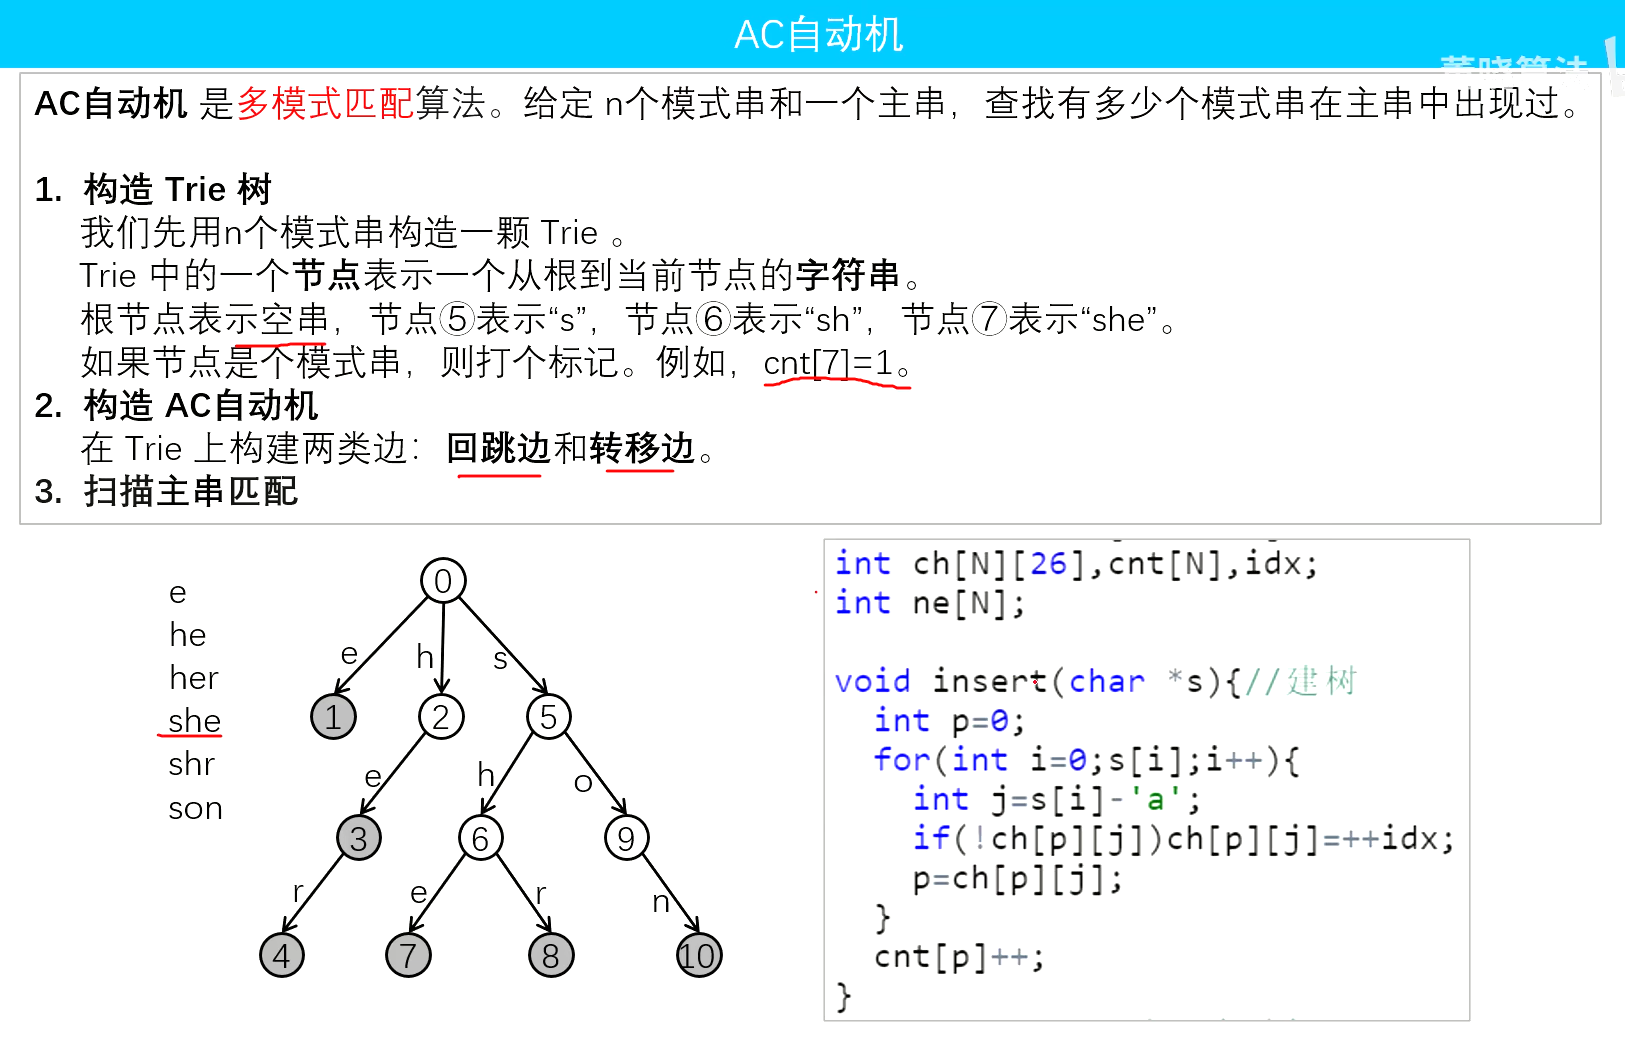 AC自动机
董晓算法
AC自动机 是多模式匹配算法。给定 n个模式串和一个主串，查找有多少个模式串在主串中出现过。
1. 构造 Trie 树
我们先用n个模式串构造一颗 Trie 。
Trie 中的一个节点表示一个从根到当前节点的字符串。
根节点表示空串，节点⑤表示“s”，节点⑥表示“sh”，节点⑦表示“she”。
如果节点是个模式串，则打个标记。例如，cnt[7]=1。
2. 构造 AC自动机
在 Trie 上构建两类边：回跳边和转移边。
3. 扫描主串匹配
e
he
her
she
shr
son
0
e h s
1 2 5
e h o
3 6 9
r e r n
4 7 8 10
int ch[N][26],cnt[N],idx;
int ne[N];
void insert(char *s){//建树
int p=0;
for(int i=0;s[i];i++){
int j=s[i]-'a';
if(!ch[p][j])ch[p][j]=++idx;
p=ch[p][j];
}
cnt[p]++;
}